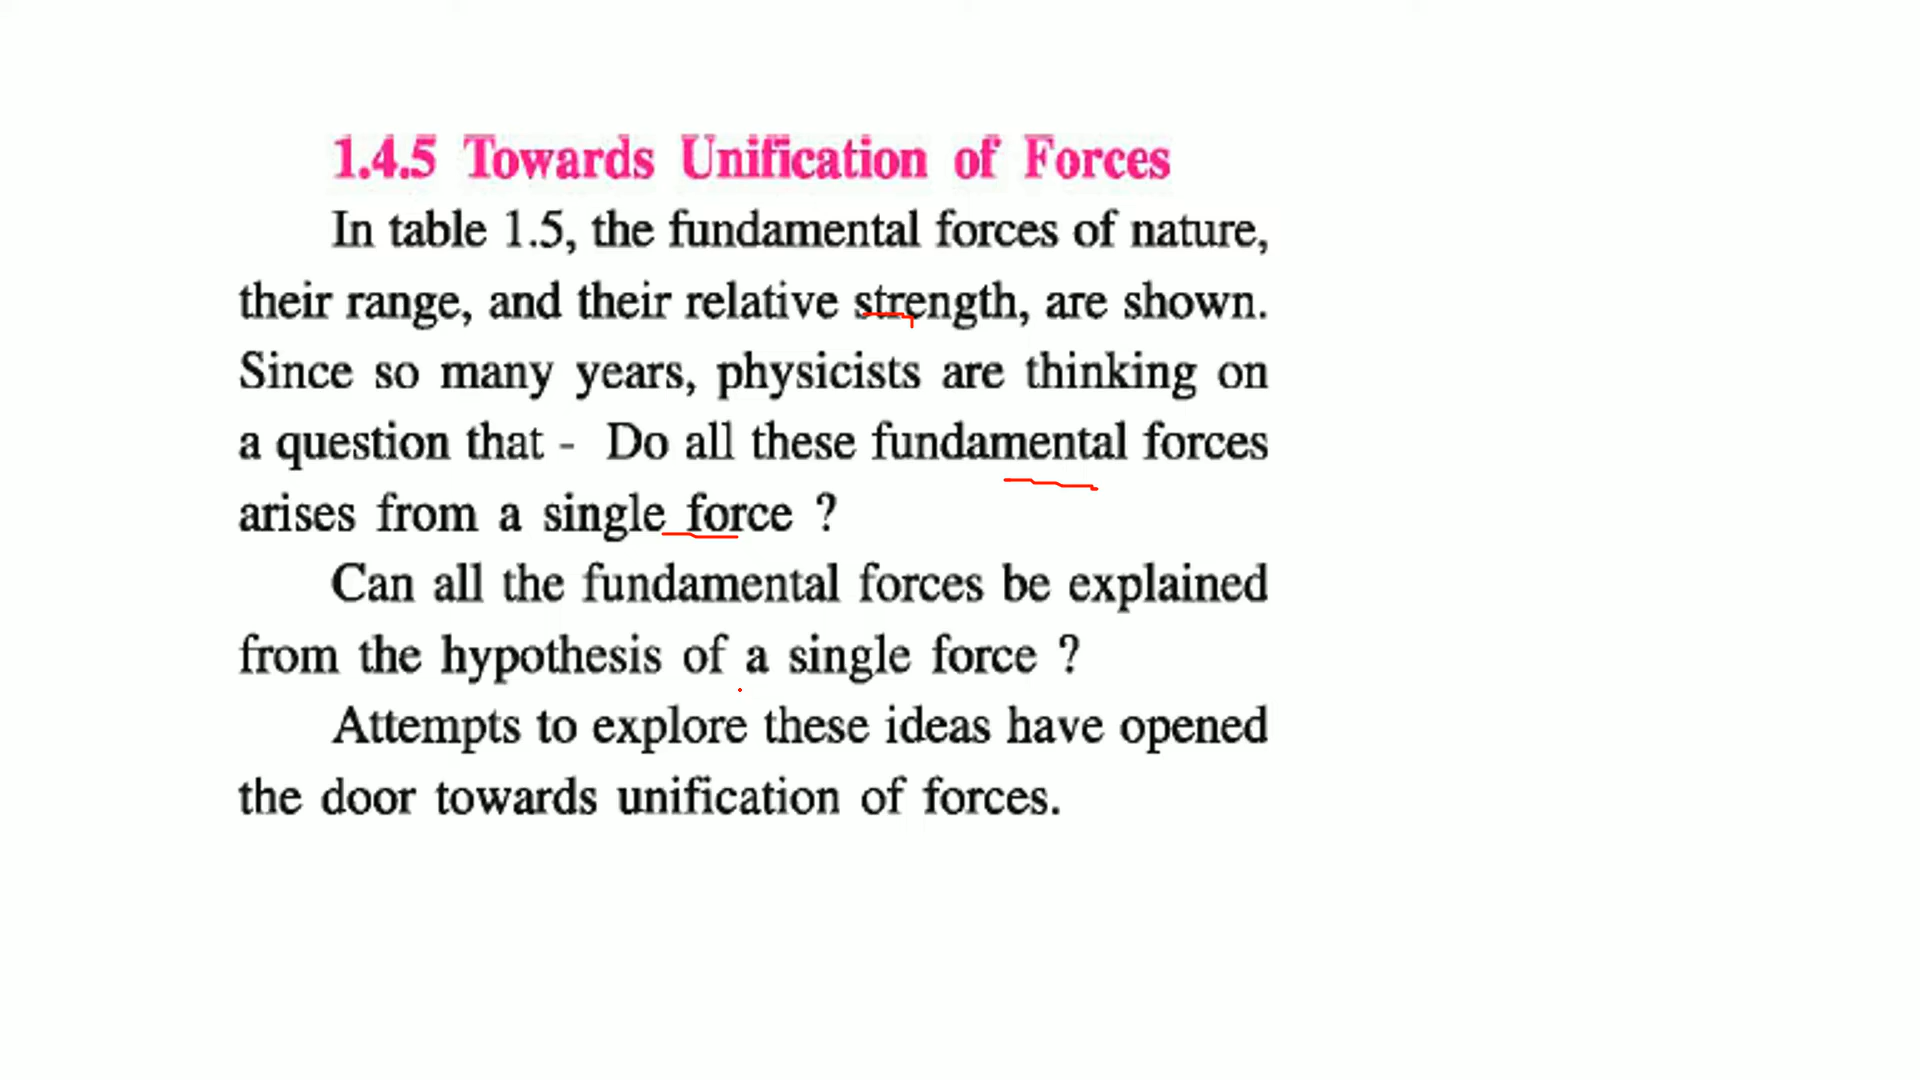 1.4.5 Towards Unification of Forces
In table 1.5, the fundamental forces of nature,
their range, and their relative strength, are shown.
Since so many years, physicists are thinking on
a question that - Do all these fundamental forces
arises from a single force ?
Can all the fundamental forces be explained
from the hypothesis of a single force ?
Attempts to explore these ideas have opened
the door towards unification of forces.